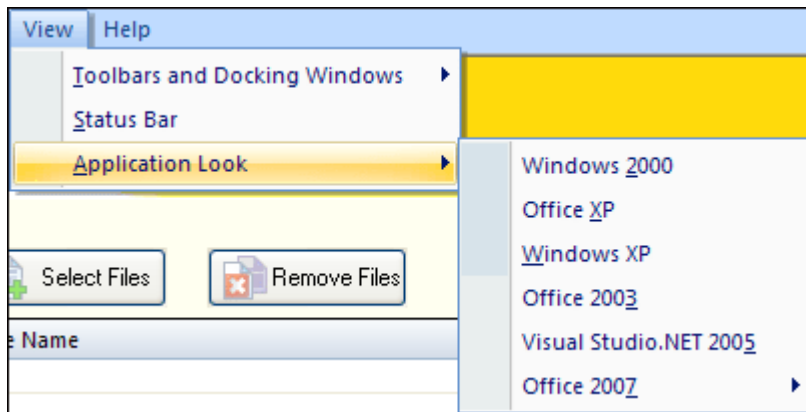 View Help
Toolbars and Docking Windows
Status Bar
Application Look
Windows 2000
Office XP
Windows XP
Office 2003
Visual Studio.NET 2005
Office 2007
Select Files Remove Files
Name